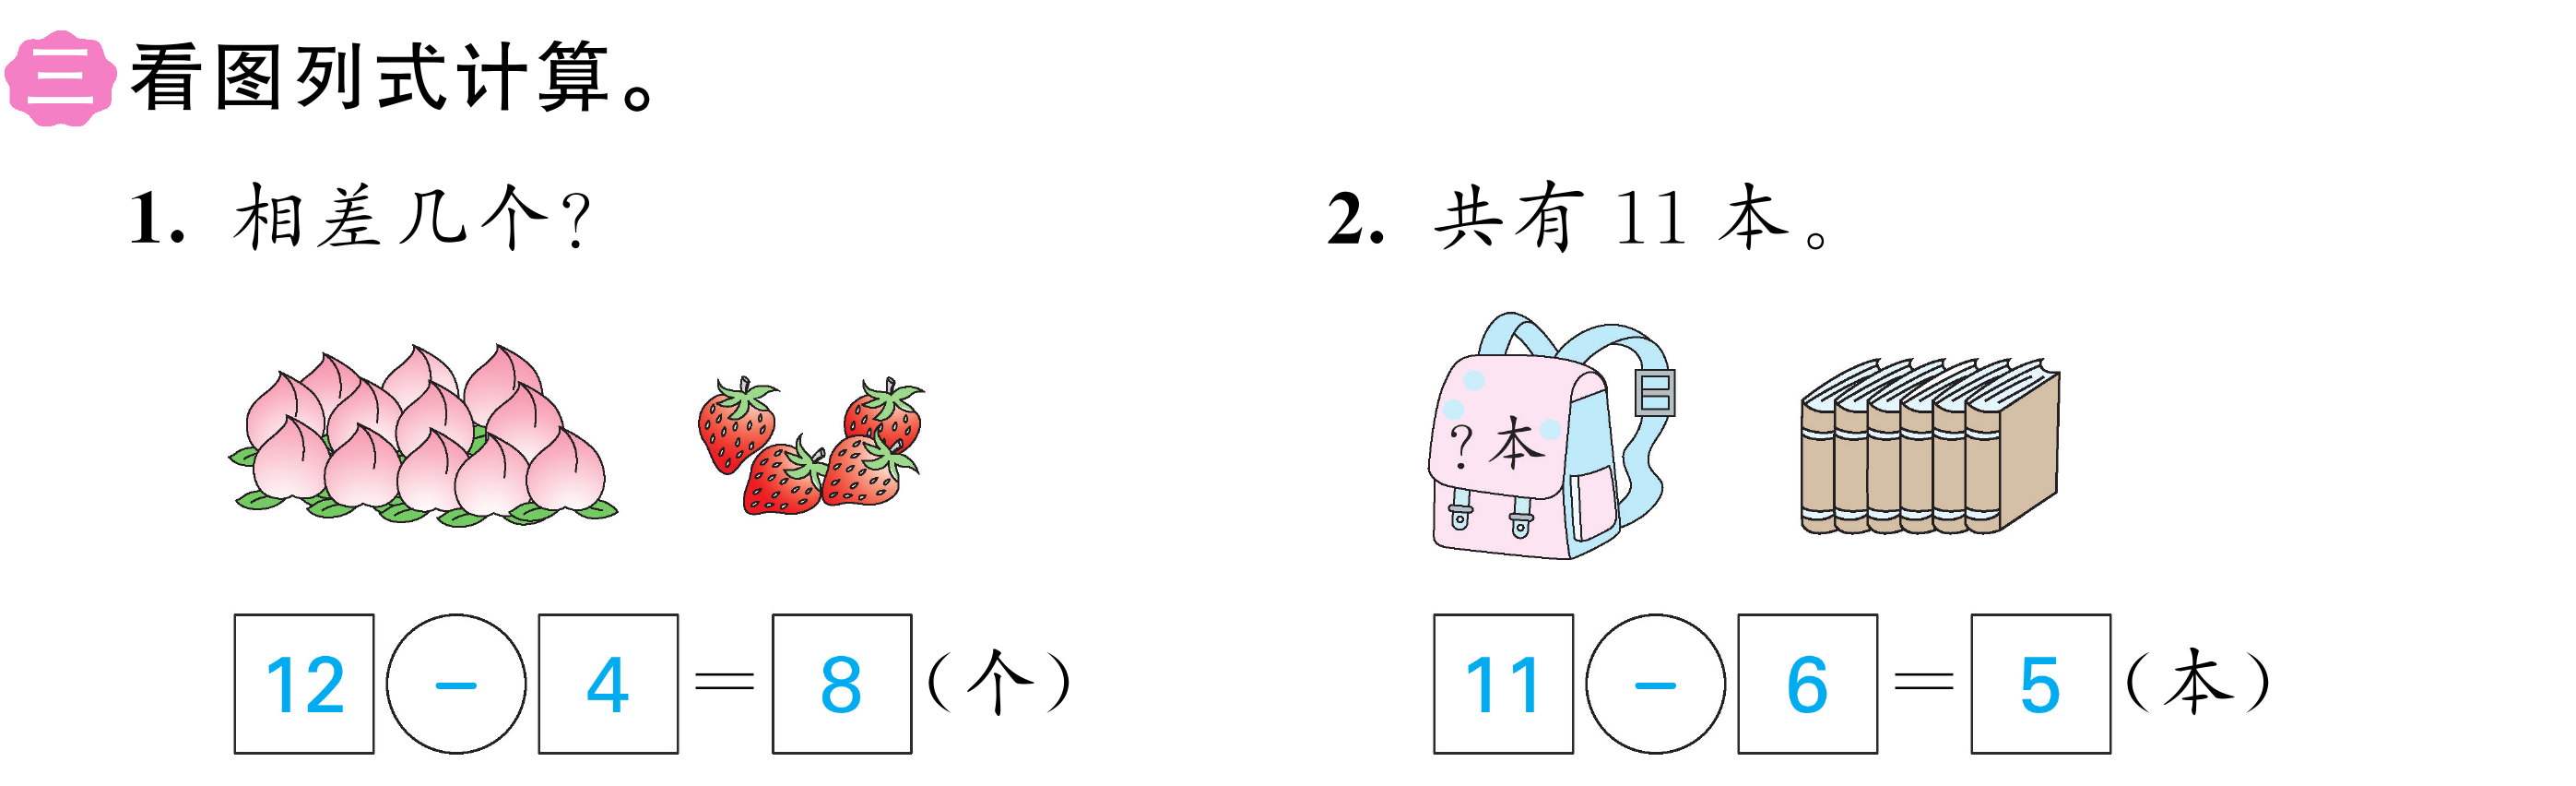 三 看图列式计算。
1. 相差几个？
2. 共有 11 本。
？本
12 － 4 = 8（个）
11 － 6 = 5（本）